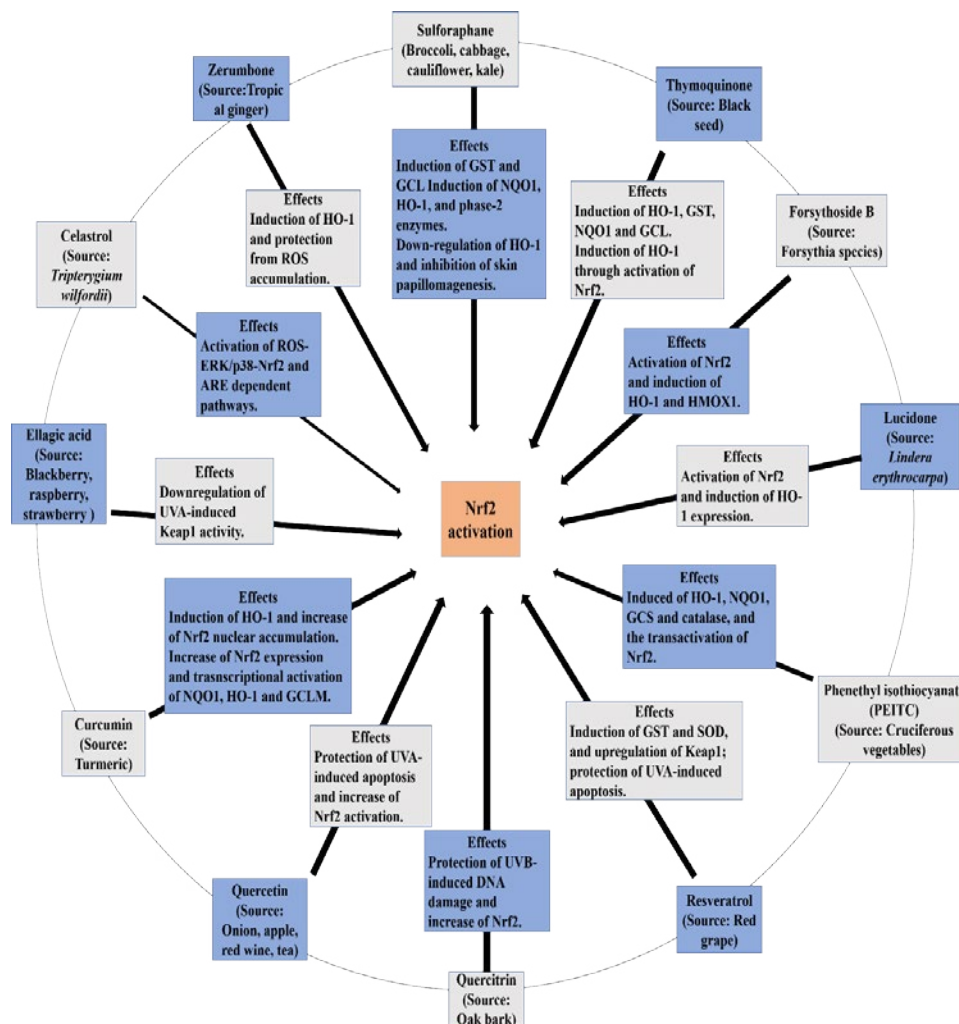 Sulforaphane
(Broccoli, cabbage,
cauliflower, kale)
Effects
Induction of GST and
GCL Induction of NQO1,
HO-1, and phase-2
enzymes.
Down-regulation of HO-1
and inhibition of skin
papillomagenesis.
Thymoquinone
(Source: Black
seed)
Effects
Induction of HO-1, GST,
NQO1 and GCL.
Induction of HO-1
through activation of
Nrf2.
Forsythoside B
(Source:
Forsythia species)
Effects
Activation of Nrf2
and induction of
HO-1 and HMOX1.
Lucidone
(Source:
Lindera
erythrocarpa)
Effects
Activation of Nrf2
and induction of HO-
1 expression.
Phenethyl isothiocyanat
(PEITC)
(Source: Cruciferous
vegetables)
Effects
Induced of HO-1, NQO1,
GCS and catalase, and
the transactivation of
Nrf2.
Resveratrol
(Source: Red
grape)
Effects
Induction of GST and SOD,
and upregulation of Keap1;
protection of UVA-induced
apoptosis.
Quercitrin
(Source:
Oak bark)
Effects
Protection of UVB-
induced DNA
damage and
increase of Nrf2.
Quercetin
(Source:
Onion, apple,
red wine, tea)
Effects
Protection of UVA-
induced apoptosis
and increase of
Nrf2 activation.
Curcumin
(Source:
Turmeric)
Effects
Induction of HO-1 and increase
of Nrf2 nuclear accumulation.
Increase of Nrf2 expression
and trasnscriptional activation
of NQO1, HO-1 and GCLM.
Ellagic acid
(Source:
Blackberry,
raspberry,
strawberry )
Effects
Downregulation of
UVA-induced
Keap1 activity.
Celastrol
(Source:
Tripterygium
wilfordii)
Effects
Activation of ROS-
ERK/p38-Nrf2 and
ARE dependent
pathways.
Zerumbone
(Source:Tropic
al ginger)
Effects
Induction of HO-1
and protection
from ROS
accumulation.
Nrf2
activation